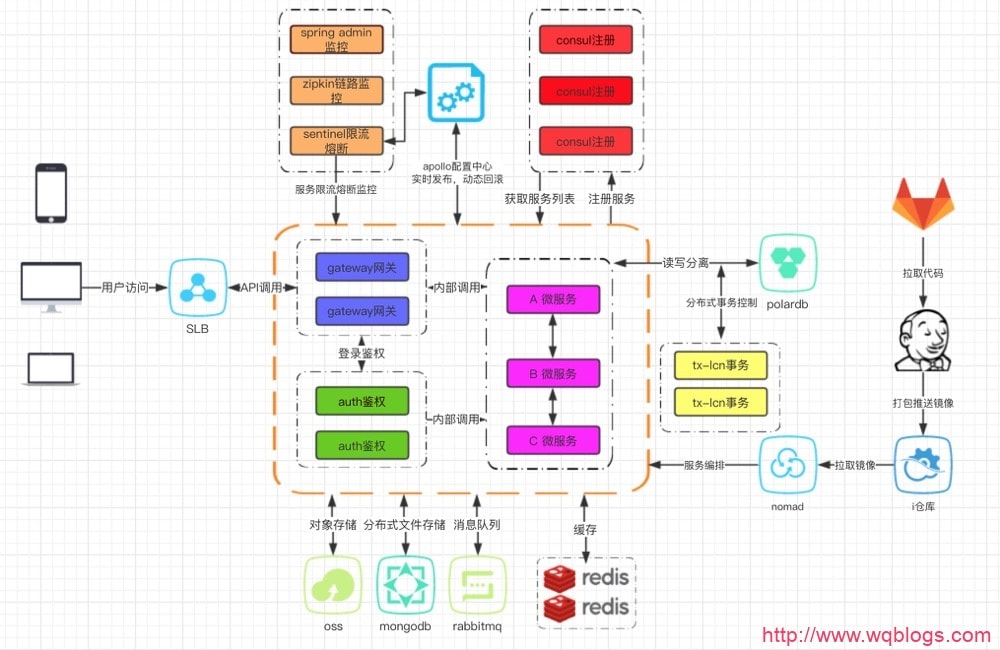 spring admin
监控
zipkin链路监
控
sentinel限流
熔断
服务限流熔断监控
apollo配置中心
实时发布，动态回滚
consul注册
consul注册
consul注册
获取服务列表
注册服务
用户访问
SLB
API调用
gateway网关
gateway网关
登录鉴权
auth鉴权
auth鉴权
内部调用
内部调用
A 微服务
B 微服务
C 微服务
读写分离
polardb
分布式事务控制
tx-lcn事务
tx-lcn事务
拉取代码
打包推送镜像
i仓库
拉取镜像
nomad
服务编排
对象存储
分布式文件存储
消息队列
缓存
oss
mongodb
rabbitmq
redis
redis
http://www.wqblogs.com